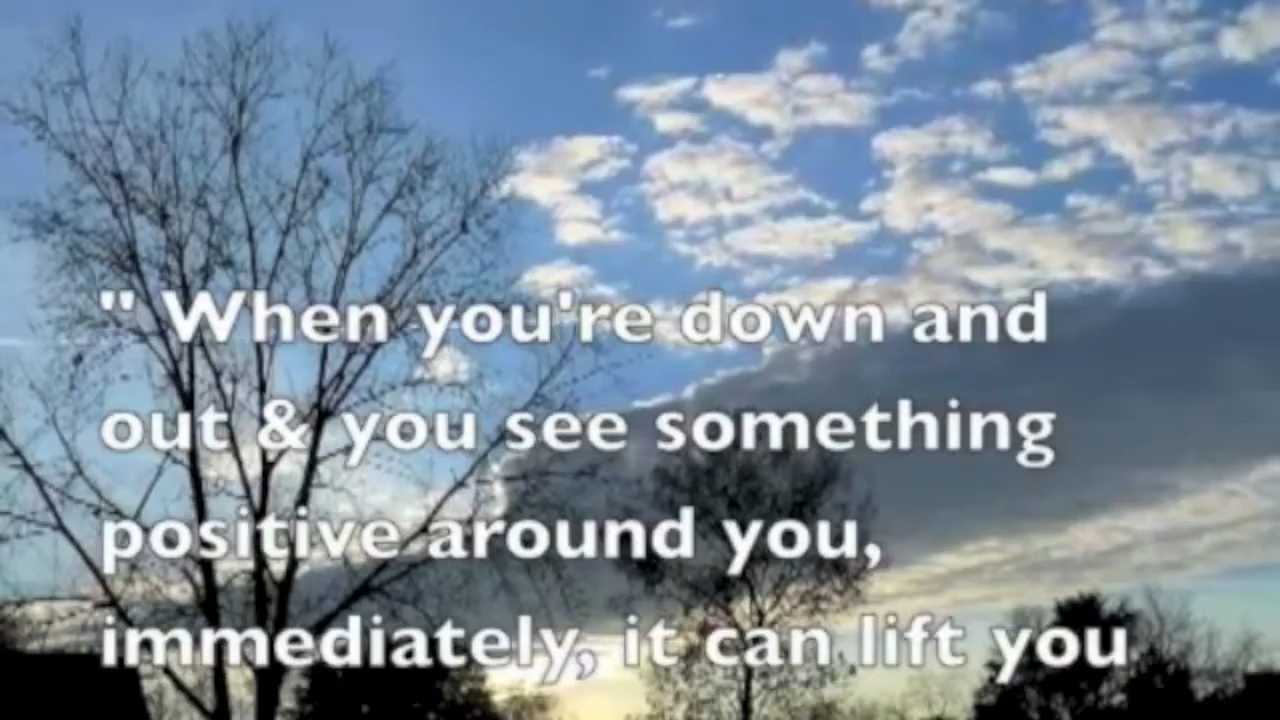 " When you're down and
out & you see something
positive around you,
immediately, it can lift you